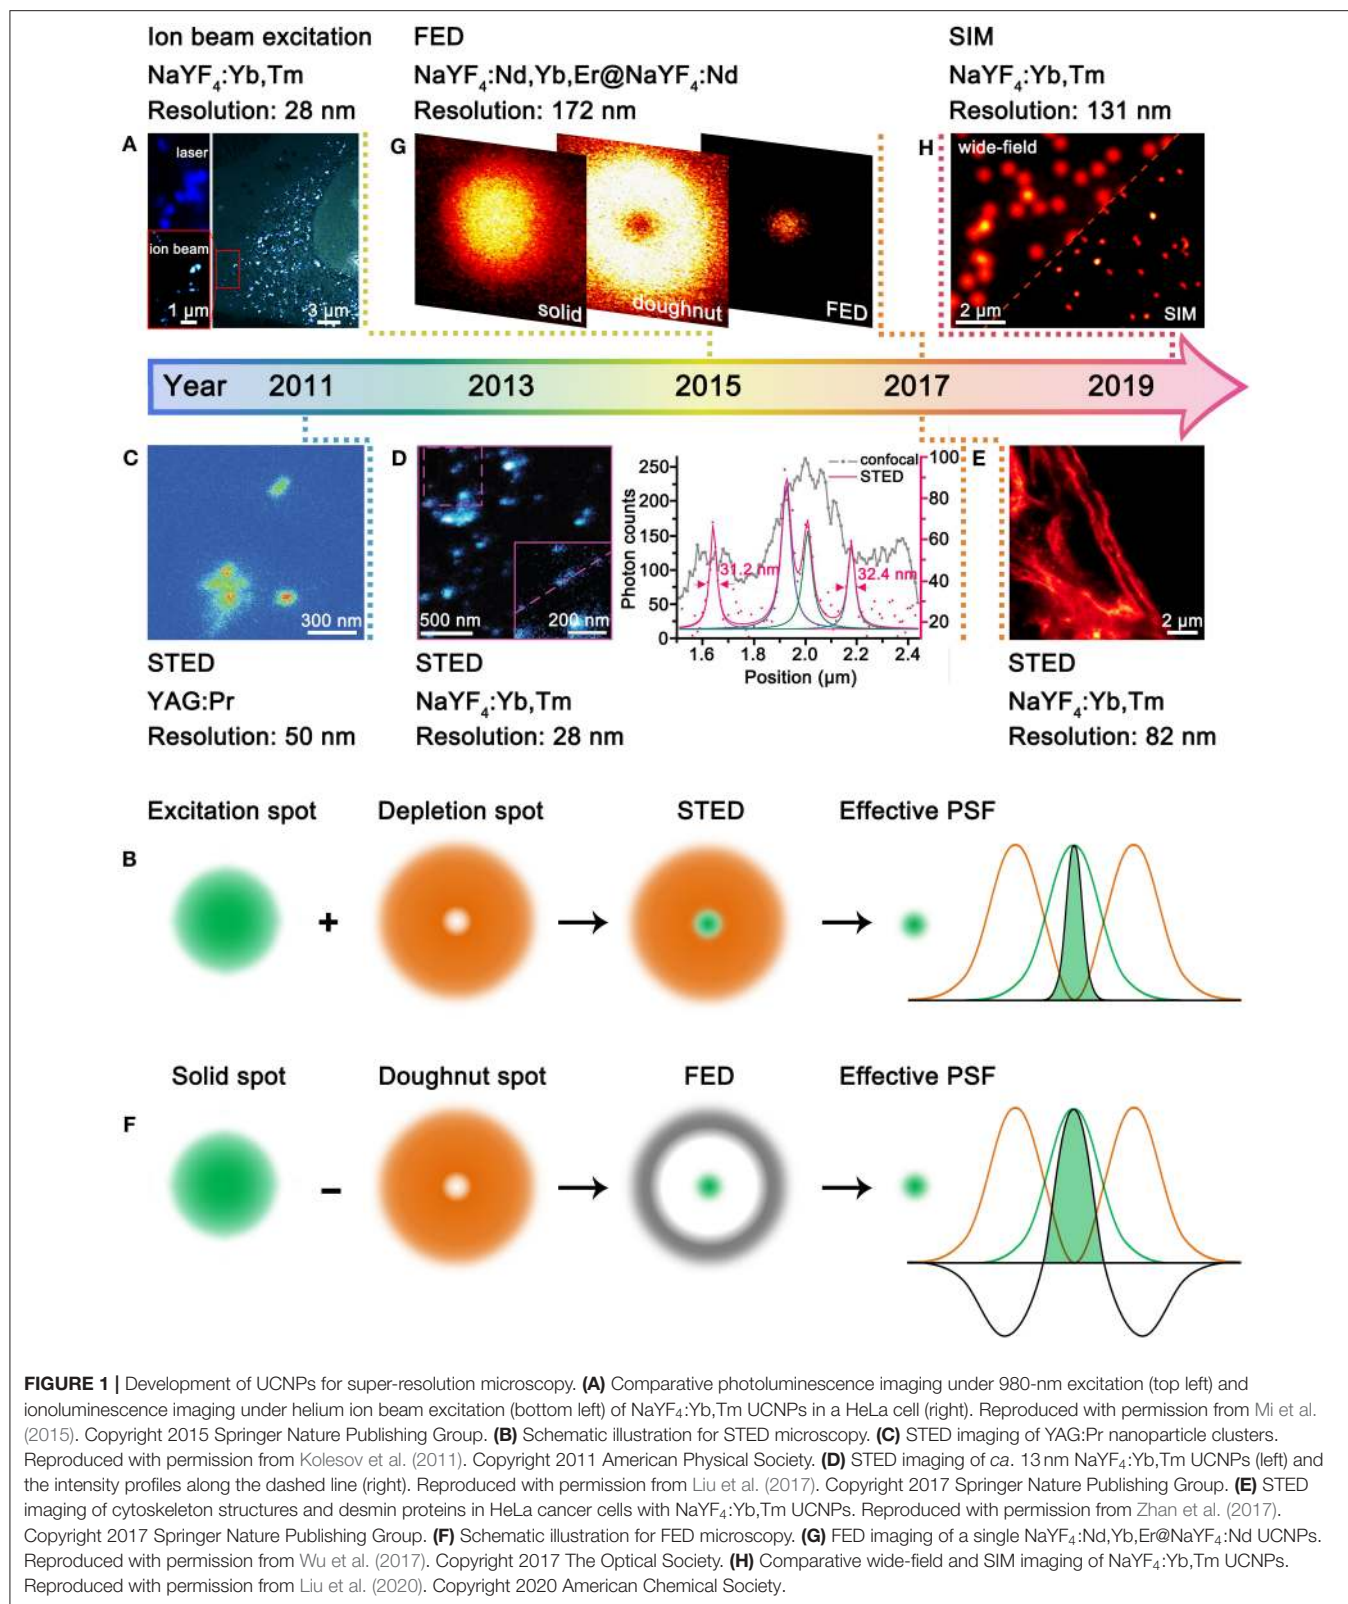 Ion beam excitation
NaYF4:Yb,Tm
Resolution: 28 nm
FED
NaYF4:Nd,Yb,Er@NaYF4:Nd
Resolution: 172 nm
SIM
NaYF4:Yb,Tm
Resolution: 131 nm
A
laser
ion beam
1 µm
3 µm
G
solid
doughnut
FED
H
wide-field
2 µm
SIM
Year 2011 2013 2015 2017 2019
C
300 nm
STED
YAG:Pr
Resolution: 50 nm
D
500 nm
200 nm
STED
NaYF4:Yb,Tm
Resolution: 28 nm
Photon counts
250
200
150
100
50
0
confocal
STED
31.2 nm
32.4 nm
100
80
60
40
20
1.6 1.8 2.0 2.2 2.4
Position (µm)
E
2 µm
STED
NaYF4:Yb,Tm
Resolution: 82 nm
Excitation spot
Depletion spot
STED
Effective PSF
B
+
Solid spot
Doughnut spot
FED
Effective PSF
F
–
FIGURE 1 | Development of UCNPs for super-resolution microscopy. (A) Comparative photoluminescence imaging under 980-nm excitation (top left) and
ionoluminescence imaging under helium ion beam excitation (bottom left) of NaYF4:Yb,Tm UCNPs in a HeLa cell (right). Reproduced with permission from Mi et al.
(2015). Copyright 2015 Springer Nature Publishing Group. (B) Schematic illustration for STED microscopy. (C) STED imaging of YAG:Pr nanoparticle clusters.
Reproduced with permission from Kolesov et al. (2011). Copyright 2011 American Physical Society. (D) STED imaging of ca. 13 nm NaYF4:Yb,Tm UCNPs (left) and
the intensity profiles along the dashed line (right). Reproduced with permission from Liu et al. (2017). Copyright 2017 Springer Nature Publishing Group. (E) STED
imaging of cytoskeleton structures and desmin proteins in HeLa cancer cells with NaYF4:Yb,Tm UCNPs. Reproduced with permission from Zhan et al. (2017).
Copyright 2017 Springer Nature Publishing Group. (F) Schematic illustration for FED microscopy. (G) FED imaging of a single NaYF4:Nd,Yb,Er@NaYF4:Nd UCNPs.
Reproduced with permission from Wu et al. (2017). Copyright 2017 The Optical Society. (H) Comparative wide-field and SIM imaging of NaYF4:Yb,Tm UCNPs.
Reproduced with permission from Liu et al. (2020). Copyright 2020 American Chemical Society.